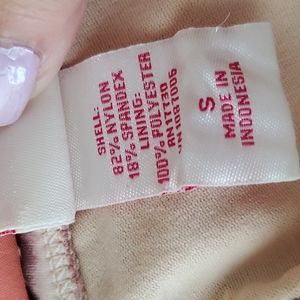 SHELL:
82% NYLON
18% SPANDEX
LINING:
100% POLYESTER
S
MADE IN
INDONESIA